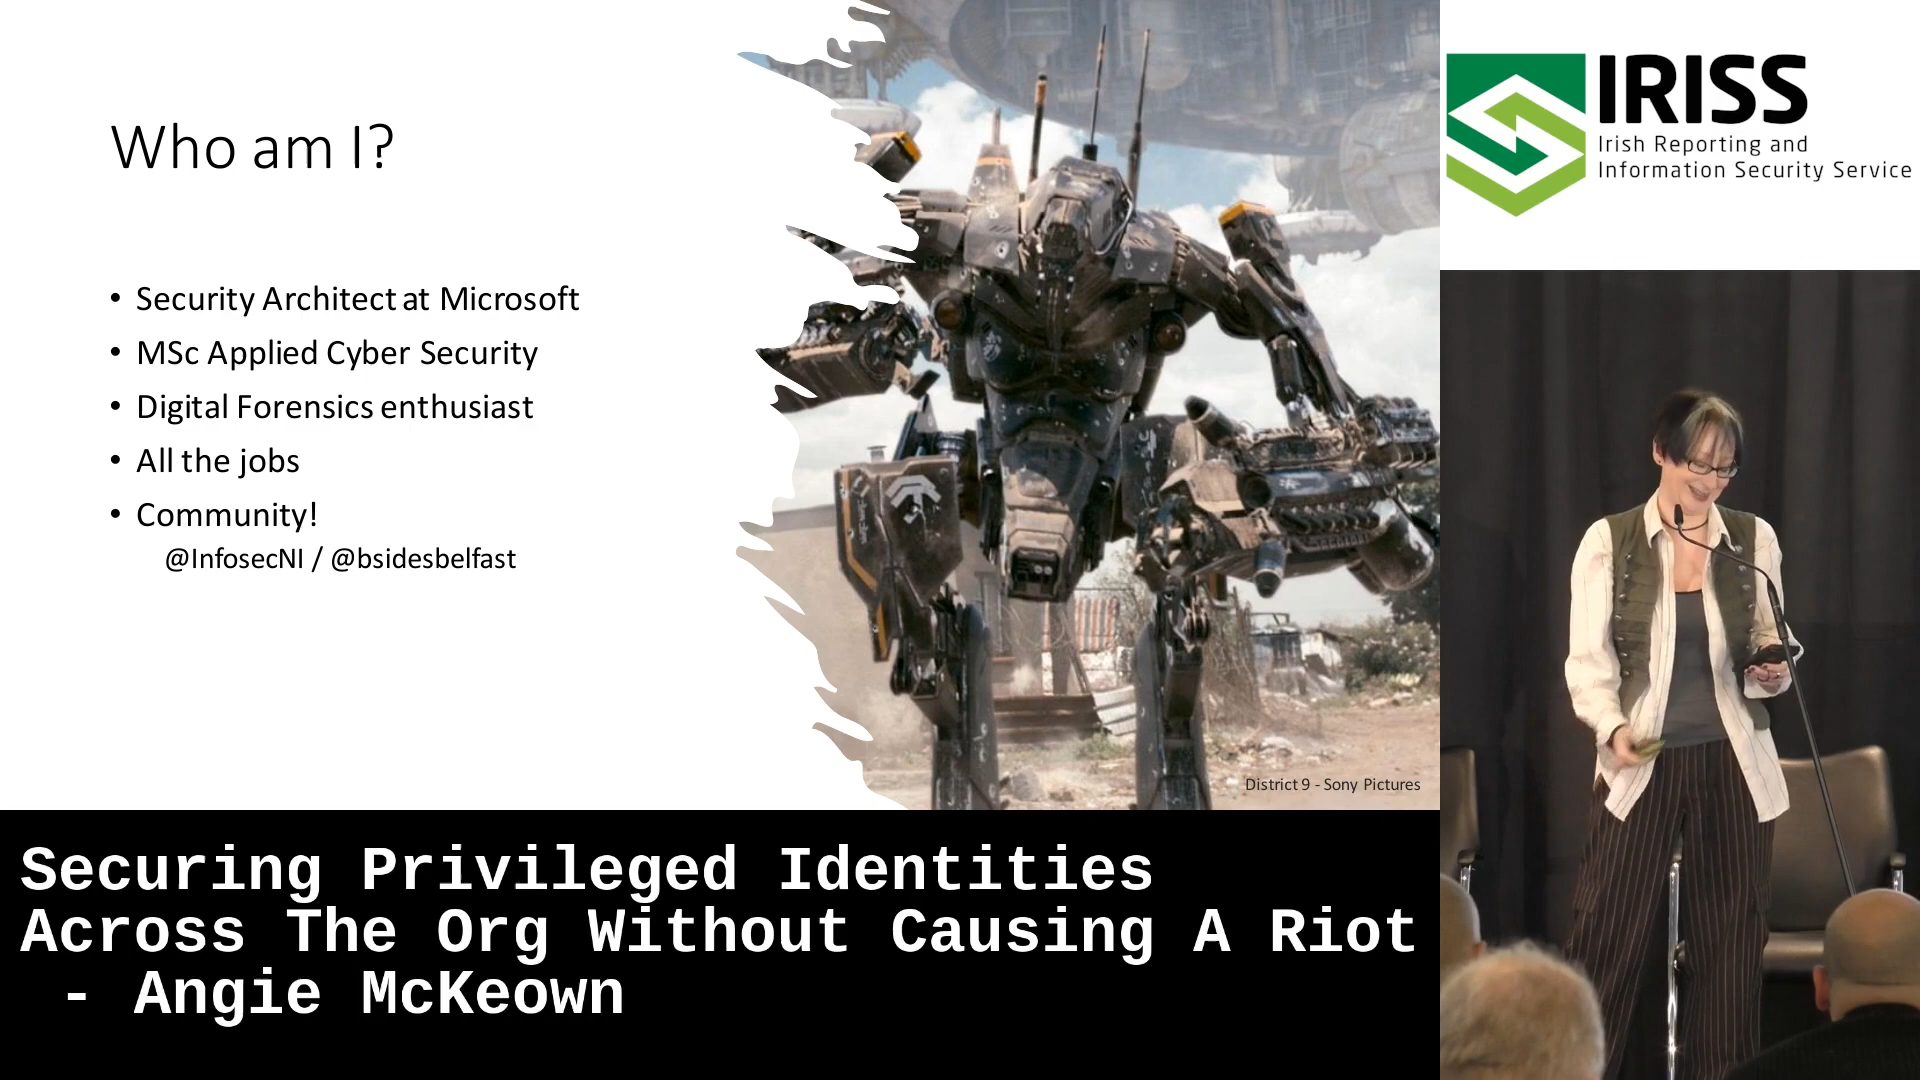 Who am I?
• Security Architect at Microsoft
• MSc Applied Cyber Security
• Digital Forensics enthusiast
• All the jobs
• Community!
@InfosecNI / @bsidesbelfast
District 9 - Sony Pictures
IRISS
Irish Reporting and
Information Security Service
Securing Privileged Identities
Across The Org Without Causing A Riot
- Angie McKeown